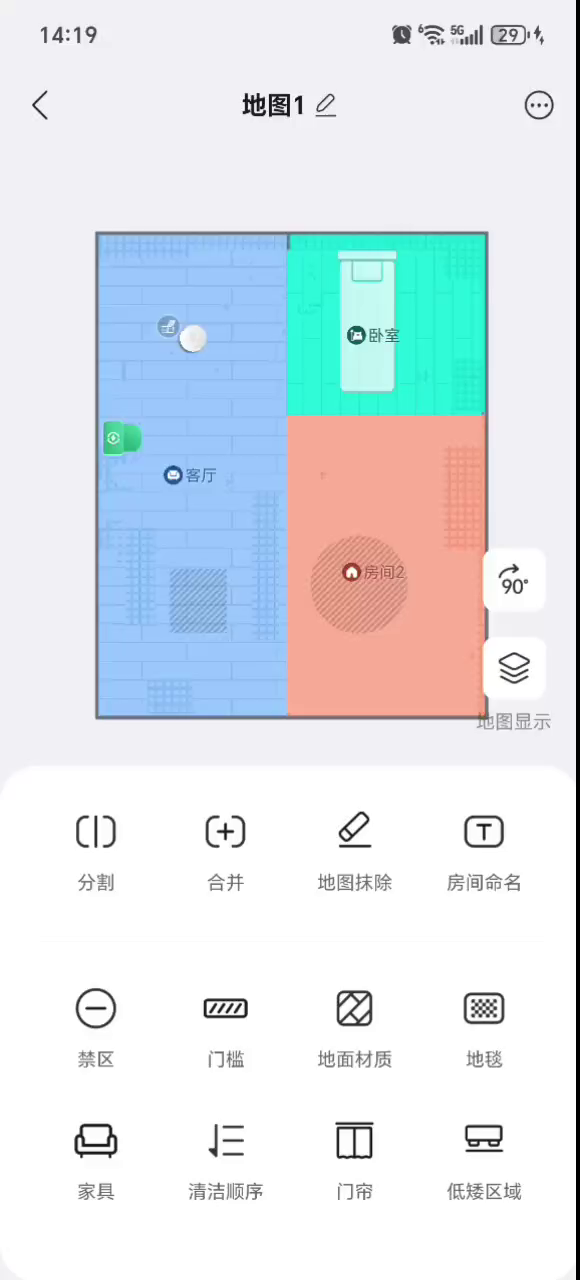 14:19
6 5G 29
地图1
卧室
客厅
房间2
90°
地图显示
分割 合并 地图抹除 房间命名
禁区 门槛 地面材质 地毯
家具 清洁顺序 门帘 低矮区域